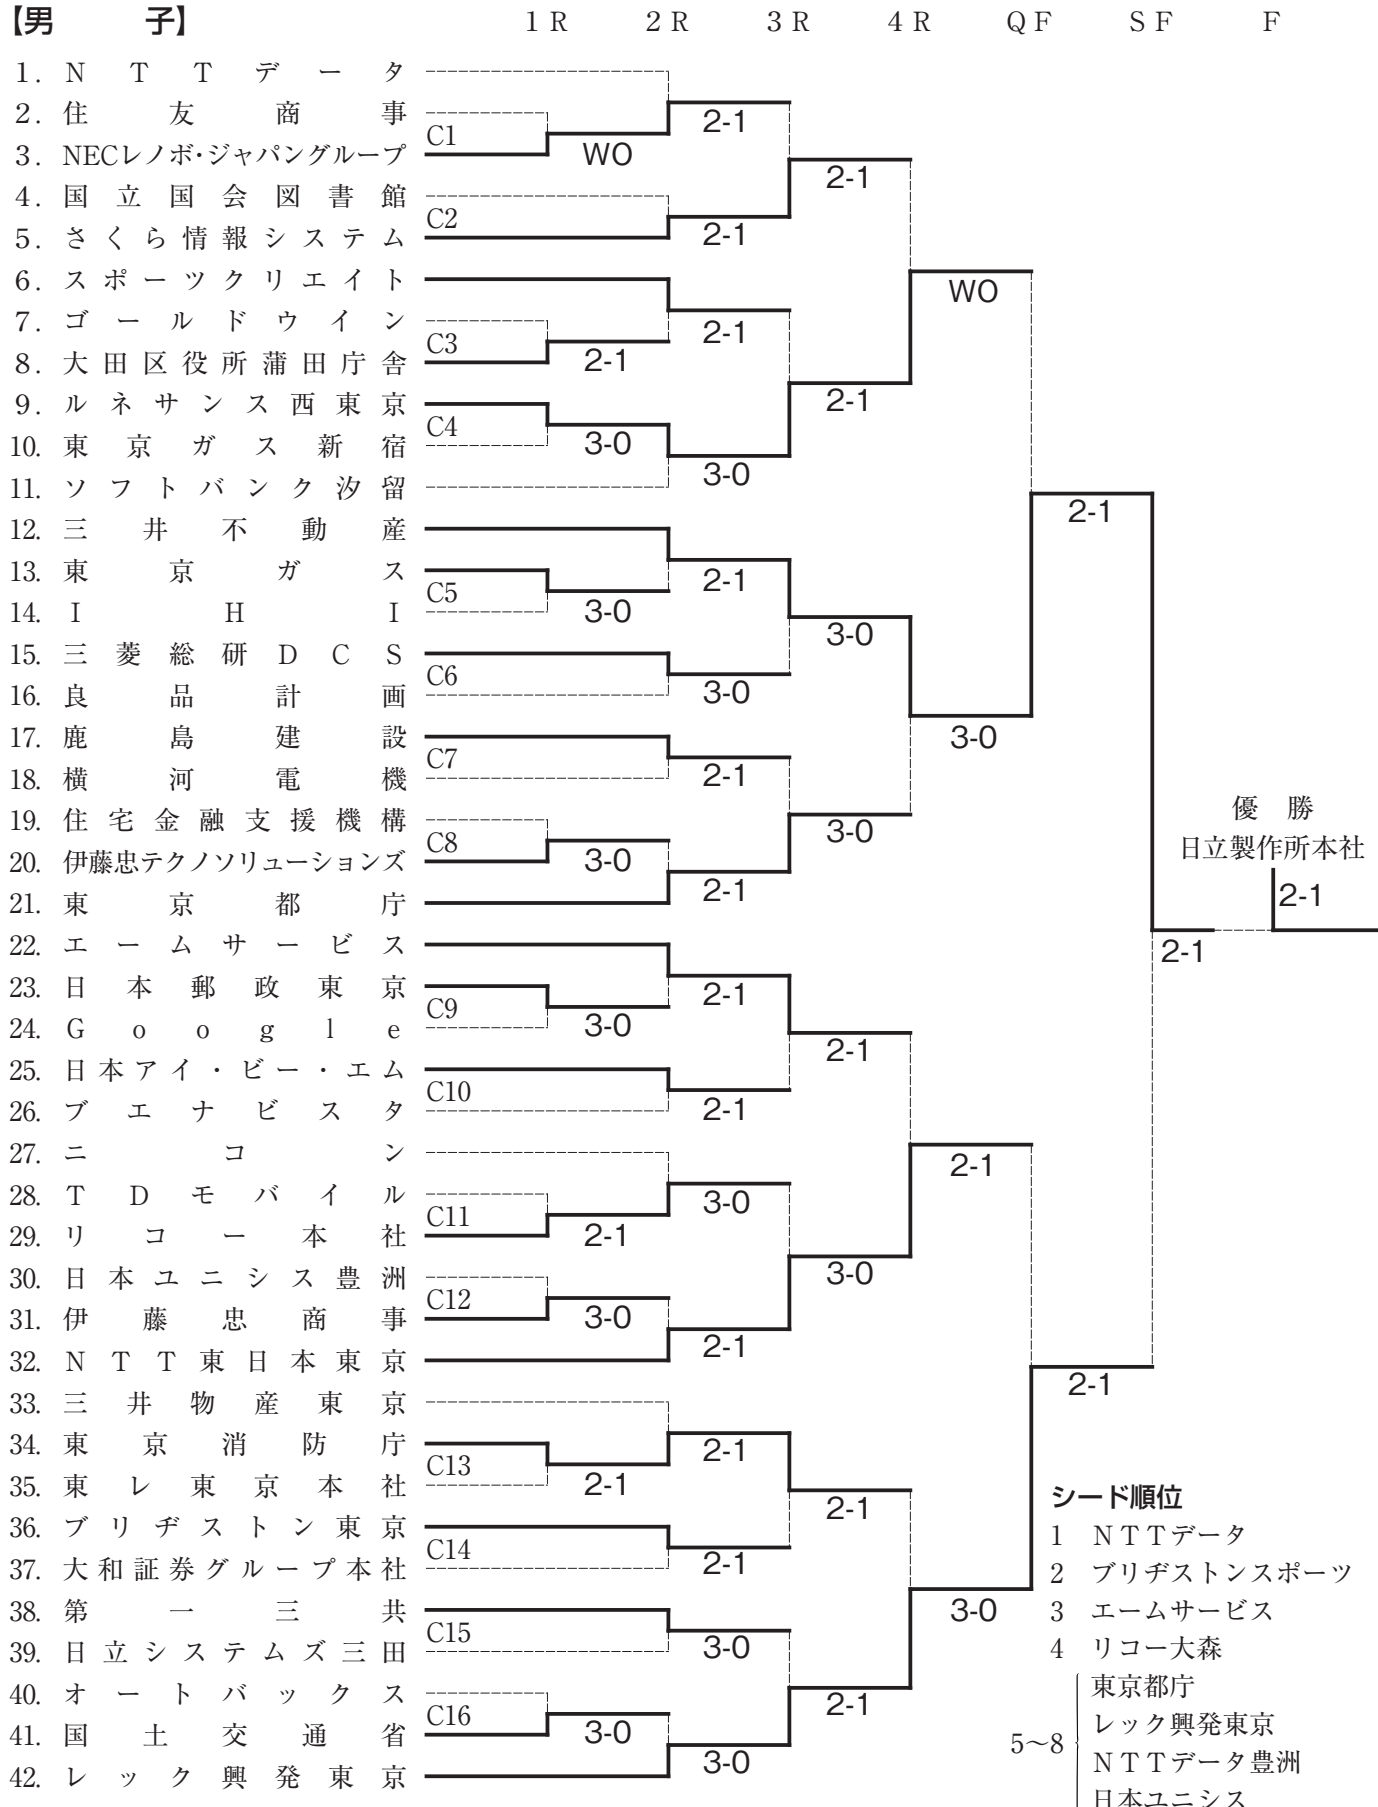 【男　子】 1R 2R 3R 4R QF SF F
1. NTTデータ
2. 住友商事
2-1
C1
3. NECレノボ・ジャパングループ
WO
2-1
4. 国立国会図書館
C2
5. さくら情報システム
2-1
6. スポーツクリエイト
WO
7. ゴールドウイン
2-1
C3
8. 大田区役所蒲田庁舎
2-1
9. ルネサンス西東京
2-1
C4
10. 東京ガス新宿
3-0
3-0
11. ソフトバンク汐留
2-1
12. 三井不動産
13. 東京ガス
2-1
C5
14. IHI
3-0
3-0
15. 三菱総研DCS
C6
16. 良品計画
3-0
17. 鹿島建設
3-0
C7
18. 横河電機
2-1
19. 住宅金融支援機構
優　勝
3-0
C8
20. 伊藤忠テクノソリューションズ
3-0
日立製作所本社
21. 東京都庁
2-1
2-1
22. エームサービス
2-1
23. 日本郵政東京
2-1
C9
24. Google
3-0
2-1
25. 日本アイ・ビー・エム
C10
26. ブエナビスタ
2-1
27. ニコン
2-1
28. TDモバイル
3-0
C11
29. リコー本社
2-1
30. 日本ユニシス豊洲
3-0
C12
31. 伊藤忠商事
3-0
2-1
32. NTT東日本東京
2-1
33. 三井物産東京
34. 東京消防庁
2-1
C13
35. 東レ東京本社
2-1
2-1
36. ブリヂストン東京
C14
37. 大和証券グループ本社
2-1
38. 第一三共
3-0
C15
39. 日立システムズ三田
3-0
40. オートバックス
2-1
C16
41. 国土交通省
3-0
42. レック興発東京
3-0
シード順位
1 NTTデータ
2 ブリヂストンスポーツ
3 エームサービス
4 リコー大森
5～8
東京都庁
レック興発東京
NTTデータ豊洲
日本ユニシス